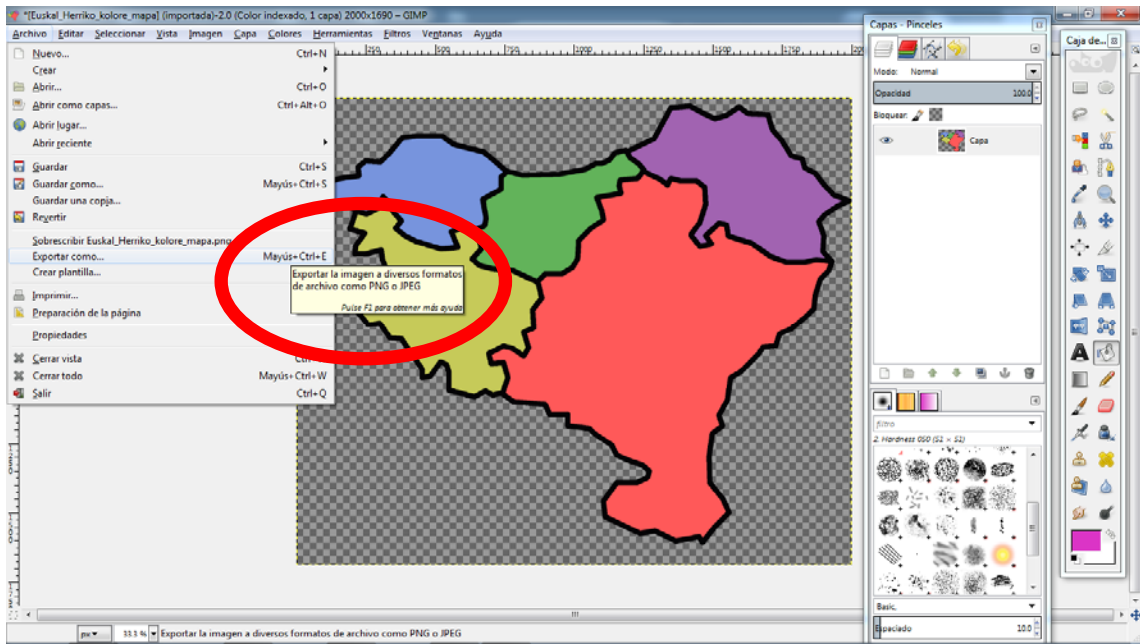 *[Euskal_Herriko_kolore_mapa] (importada)-2.0 (Color indexado, 1 capa) 2000x1690 – GIMP
Archivo Editar Seleccionar Vista Imagen Capa Colores Herramientas Filtros Ventanas Ayuda
Nuevo... Ctrl+N
Crear
Abrir... Ctrl+O
Abrir como capas... Ctrl+Alt+O
Abrir lugar...
Abrir reciente
Guardar Ctrl+S
Guardar como... Mayús+Ctrl+S
Guardar una copia...
Revertir
Sobrescribir Euskal_Herriko_kolore_mapa.png
Exportar como... Mayús+Ctrl+E
Crear plantilla...
Imprimir...
Preparación de la página
Propiedades
Cerrar vista
Cerrar todo Mayús+Ctrl+W
Salir Ctrl+Q
Exportar la imagen a diversos formatos
de archivo como PNG o JPEG
Pulse F1 para obtener más ayuda
px 33.3 % Exportar la imagen a diversos formatos de archivo como PNG o JPEG
Capas - Pinceles
Modo: Normal
Opacidad 100.0
Bloquear:
Capa
filtro
2. Hardness 050 (51 × 51)
Basic,
Espaciado 10.0
Caja de...